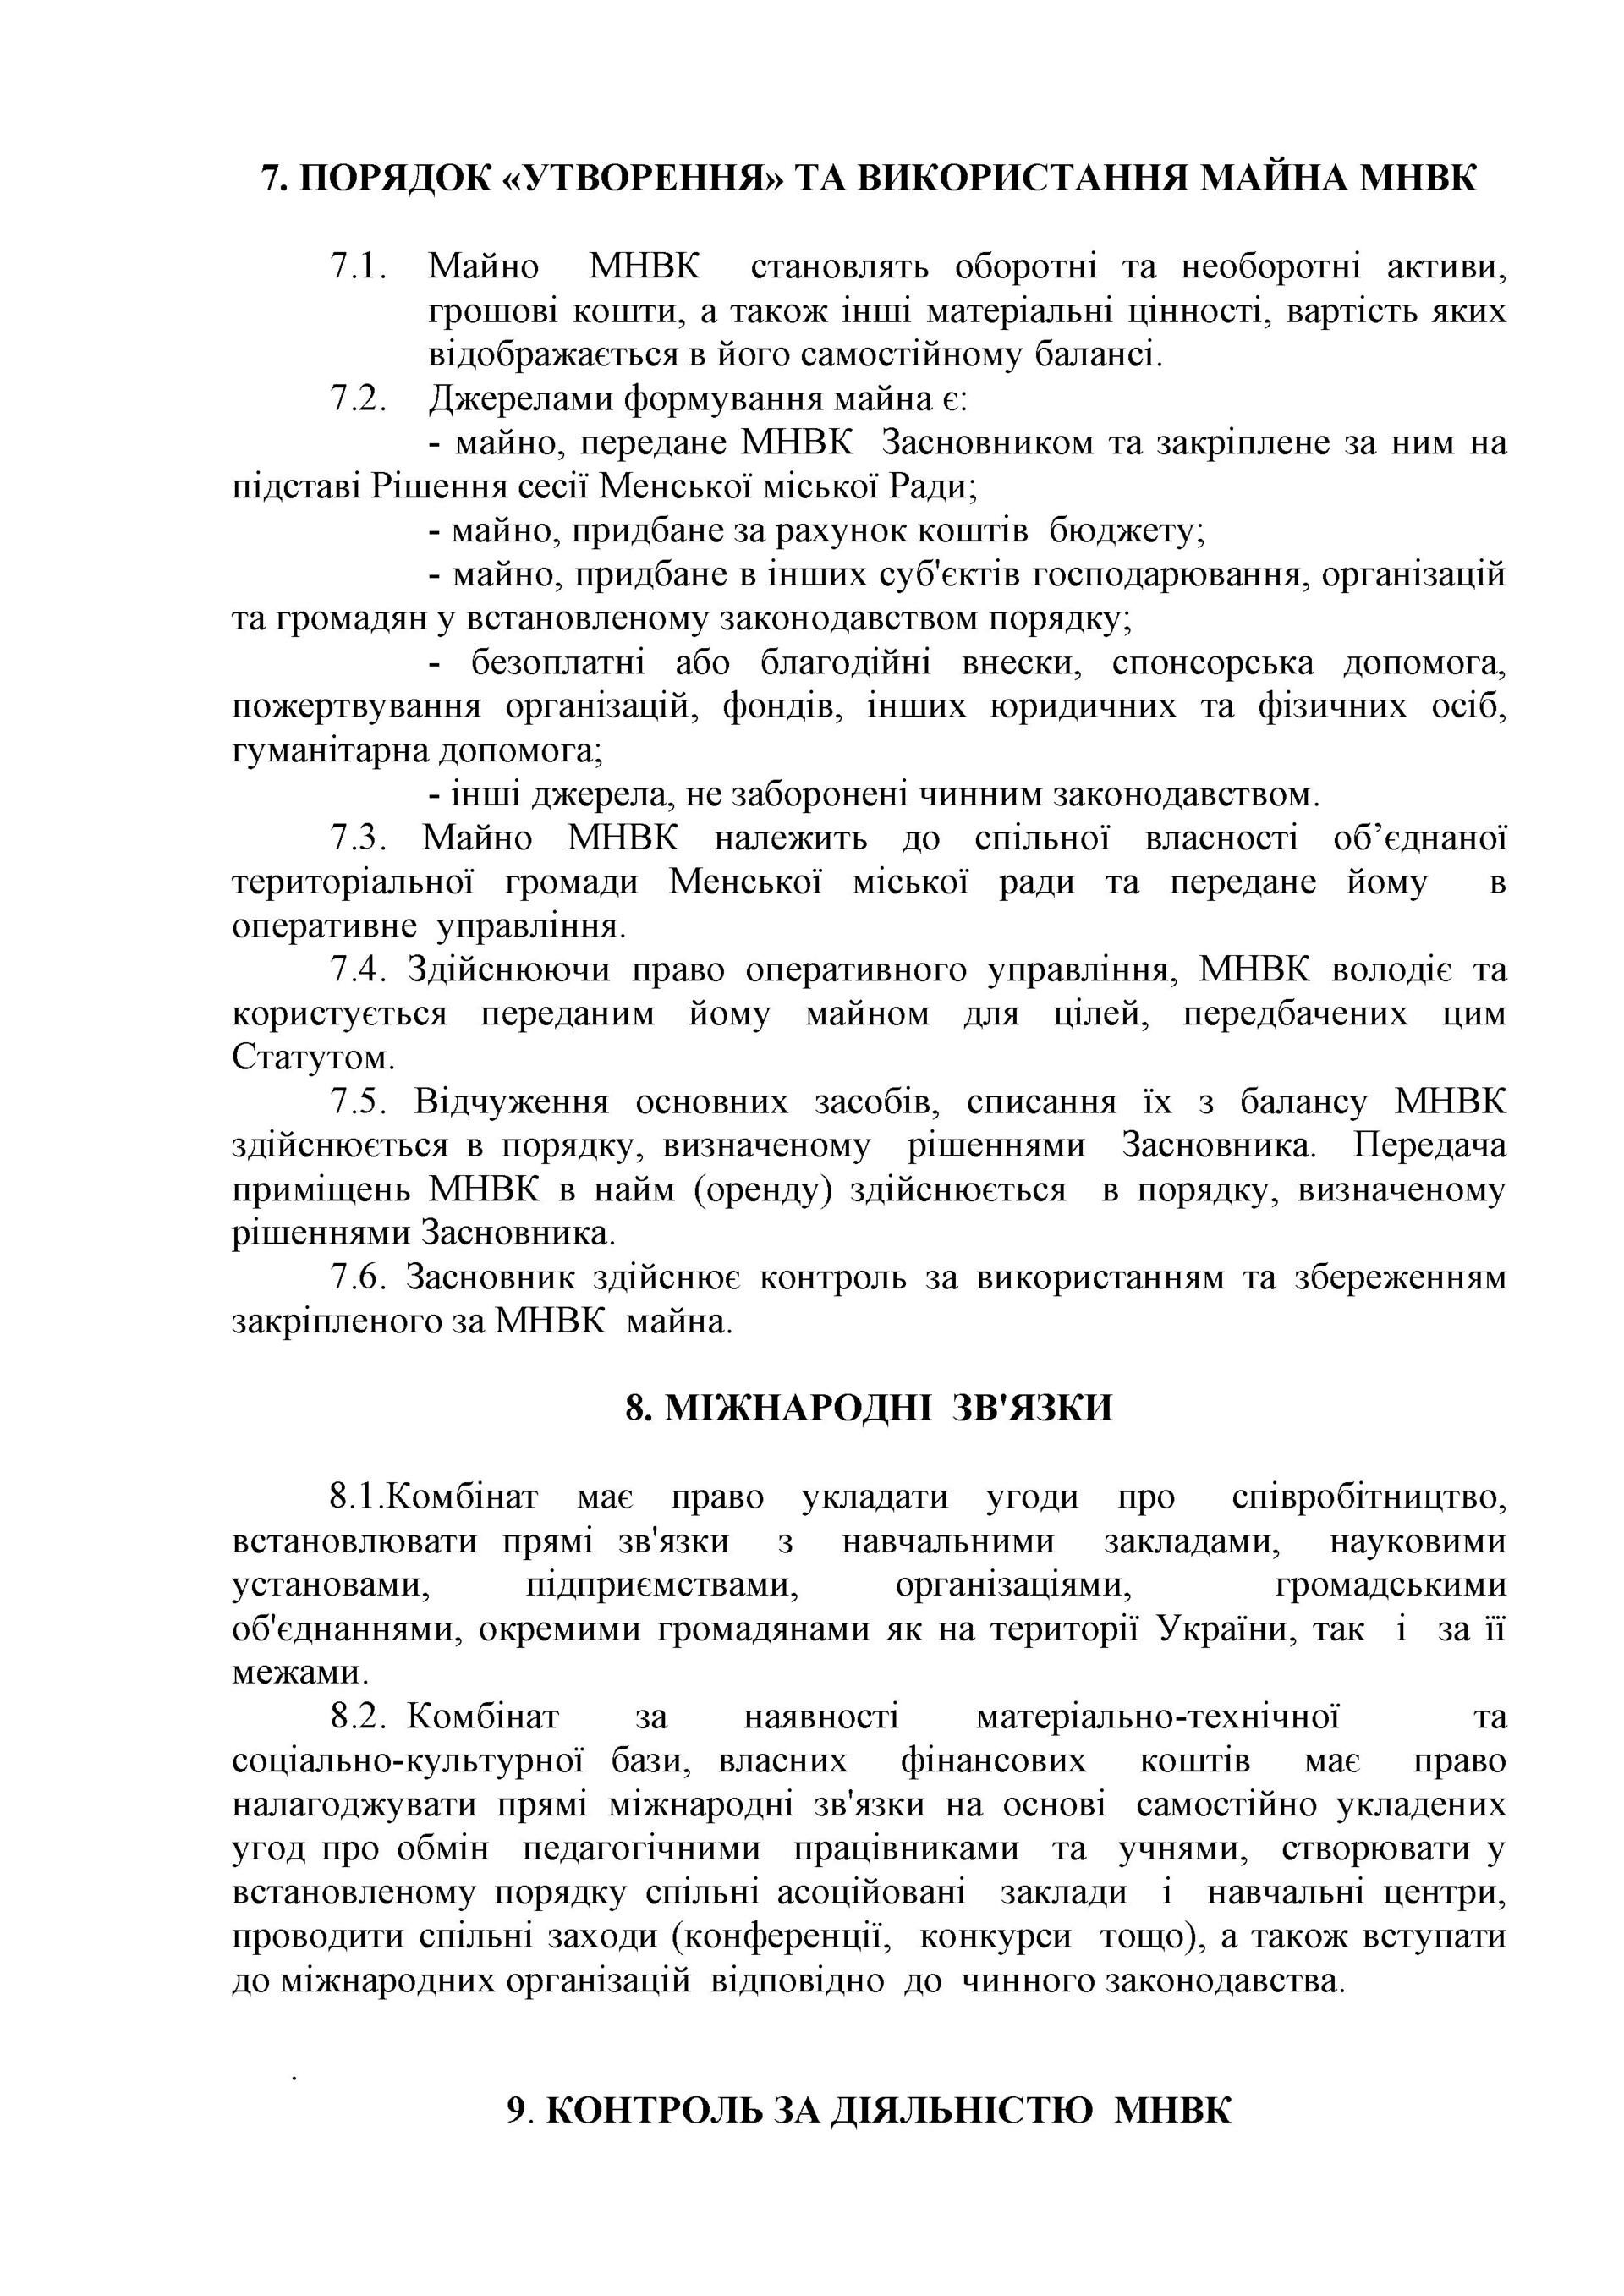 7. ПОРЯДОК «УТВОРЕННЯ» ТА ВИКОРИСТАННЯ МАЙНА МНВК
7.1. Майно МНВК становлять оборотні та необоротні активи,
грошові кошти, а також інші матеріальні цінності, вартість яких
відображається в його самостійному балансі.
7.2. Джерелами формування майна є:
- майно, передане МНВК Засновником та закріплене за ним на
підставі Рішення сесії Менської міської Ради;
- майно, придбане за рахунок коштів бюджету;
- майно, придбане в інших суб'єктів господарювання, організацій
та громадян у встановленому законодавством порядку;
- безоплатні або благодійні внески, спонсорська допомога,
пожертвування організацій, фондів, інших юридичних та фізичних осіб,
гуманітарна допомога;
- інші джерела, не заборонені чинним законодавством.
7.3. Майно МНВК належить до спільної власності об’єднаної
територіальної громади Менської міської ради та передане йому в
оперативне управління.
7.4. Здійснюючи право оперативного управління, МНВК володіє та
користується переданим йому майном для цілей, передбачених цим
Статутом.
7.5. Відчуження основних засобів, списання їх з балансу МНВК
здійснюється в порядку, визначеному рішеннями Засновника. Передача
приміщень МНВК в найм (оренду) здійснюється в порядку, визначеному
рішеннями Засновника.
7.6. Засновник здійснює контроль за використанням та збереженням
закріпленого за МНВК майна.
8. МІЖНАРОДНІ ЗВ'ЯЗКИ
8.1.Комбінат має право укладати угоди про співробітництво,
встановлювати прямі зв'язки з навчальними закладами, науковими
установами, підприємствами, організаціями, громадськими
об'єднаннями, окремими громадянами як на території України, так і за її
межами.
8.2. Комбінат за наявності матеріально-технічної та
соціально-культурної бази, власних фінансових коштів має право
налагоджувати прямі міжнародні зв'язки на основі самостійно укладених
угод про обмін педагогічними працівниками та учнями, створювати у
встановленому порядку спільні асоційовані заклади і навчальні центри,
проводити спільні заходи (конференції, конкурси тощо), а також вступати
до міжнародних організацій відповідно до чинного законодавства.
.
9. КОНТРОЛЬ ЗА ДІЯЛЬНІСТЮ МНВК